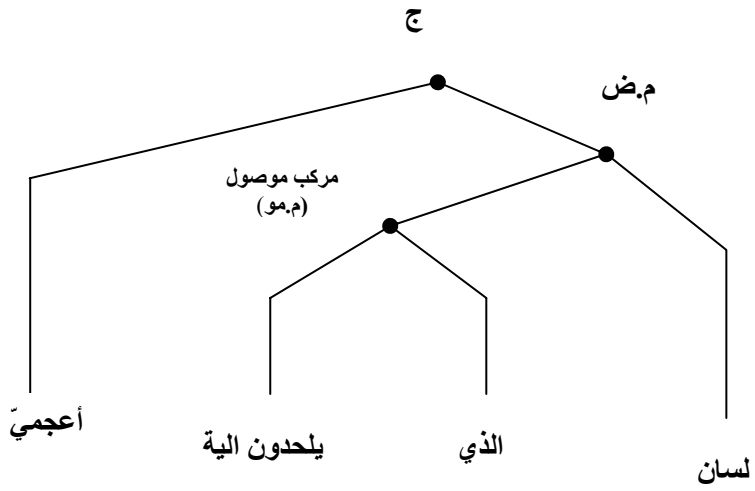 ج
م.ض
مركب موصول
(م.مو)
لسان
الذي
يلحدون الية
أعجميّ